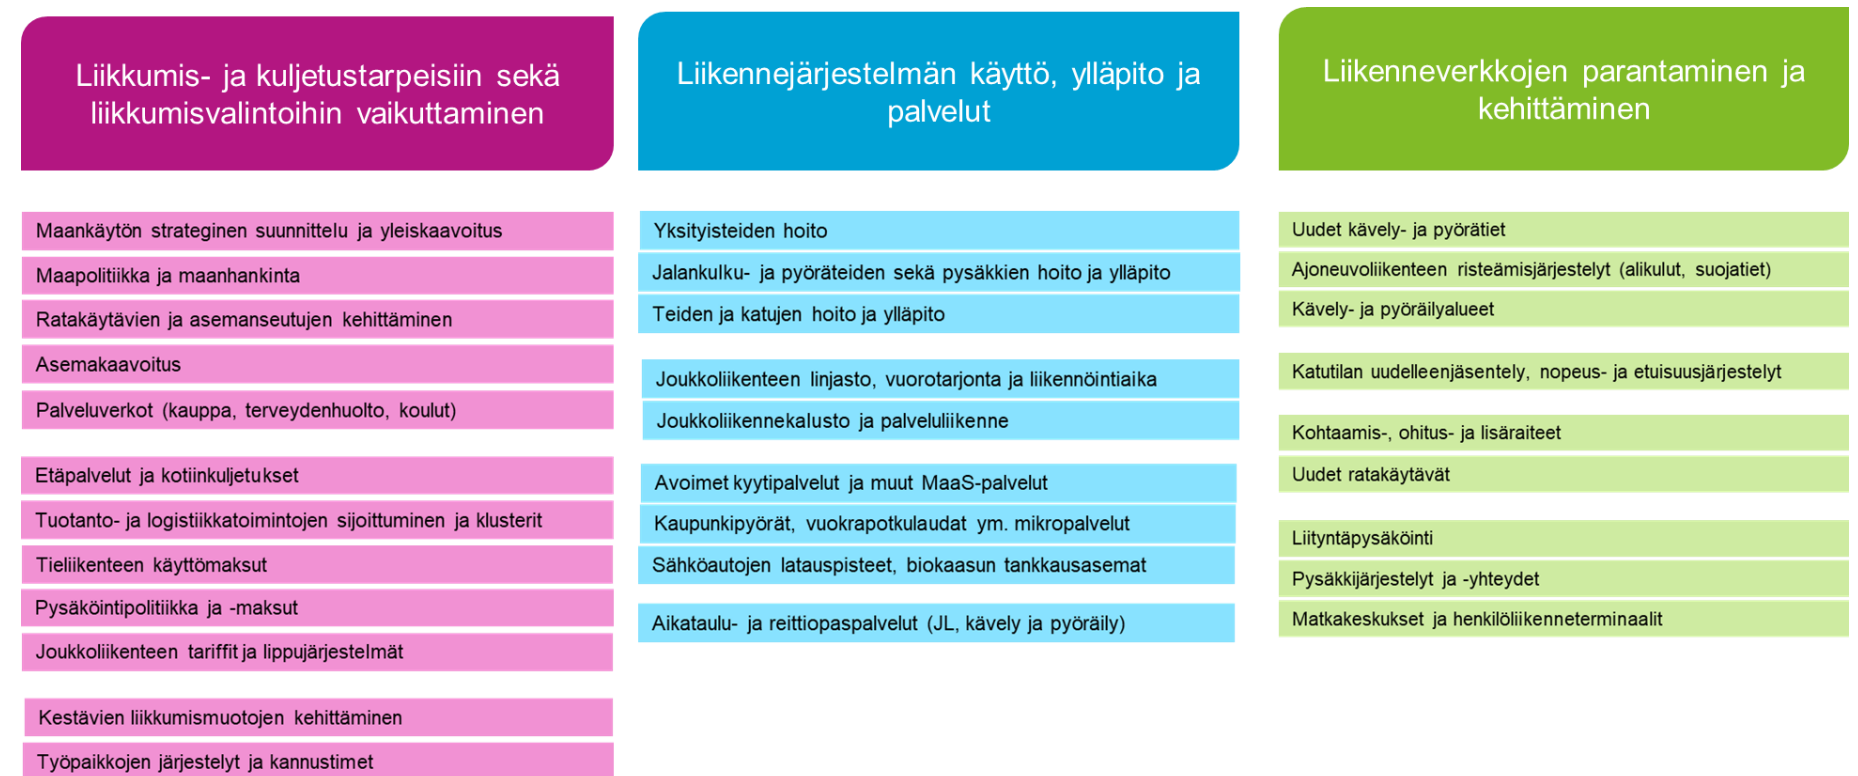 Liikkumis- ja kuljetustarpeisiin sekä
liikkumisvalintoihin vaikuttaminen
Maankäytön strateginen suunnittelu ja yleiskaavoitus
Maapolitiikka ja maanhankinta
Ratakäytävien ja asemanseutujen kehittäminen
Asemakaavoitus
Palveluverkot (kauppa, terveydenhuolto, koulut)
Etäpalvelut ja kotiinkuljetukset
Tuotanto- ja logistiikkatoimintojen sijoittuminen ja klusterit
Tieliikenteen käyttömaksut
Pysäköintipolitiikka ja -maksut
Joukkoliikenteen tariffit ja lippujärjestelmät
Kestävien liikkumismuotojen kehittäminen
Työpaikkojen järjestelyt ja kannustimet
Liikennejärjestelmän käyttö, ylläpito ja
palvelut
Yksityisteiden hoito
Jalankulku- ja pyöräteiden sekä pysäkkien hoito ja ylläpito
Teiden ja katujen hoito ja ylläpito
Joukkoliikenteen linjasto, vuorotarjonta ja liikennöintiaika
Joukkoliikennekalusto ja palveluliikenne
Avoimet kyytipalvelut ja muut MaaS-palvelut
Kaupunkipyörät, vuokrapotkulaudat ym. mikropalvelut
Sähköautojen latauspisteet, biokaasun tankkausasemat
Aikataulu- ja reittiopaspalvelut (JL, kävely ja pyöräily)
Liikenneverkkojen parantaminen ja
kehittäminen
Uudet kävely- ja pyörätiet
Ajoneuvoliikenteen risteämisjärjestelyt (alikulut, suojatiet)
Kävely- ja pyöräilyalueet
Katutilan uudelleenjäsentely, nopeus- ja etuisuusjärjestelyt
Kohtaamis-, ohitus- ja lisäraiteet
Uudet ratakäytävät
Liityntäpysäköinti
Pysäkkijärjestelyt ja -yhteydet
Matkakeskukset ja henkilöliikenneterminaalit